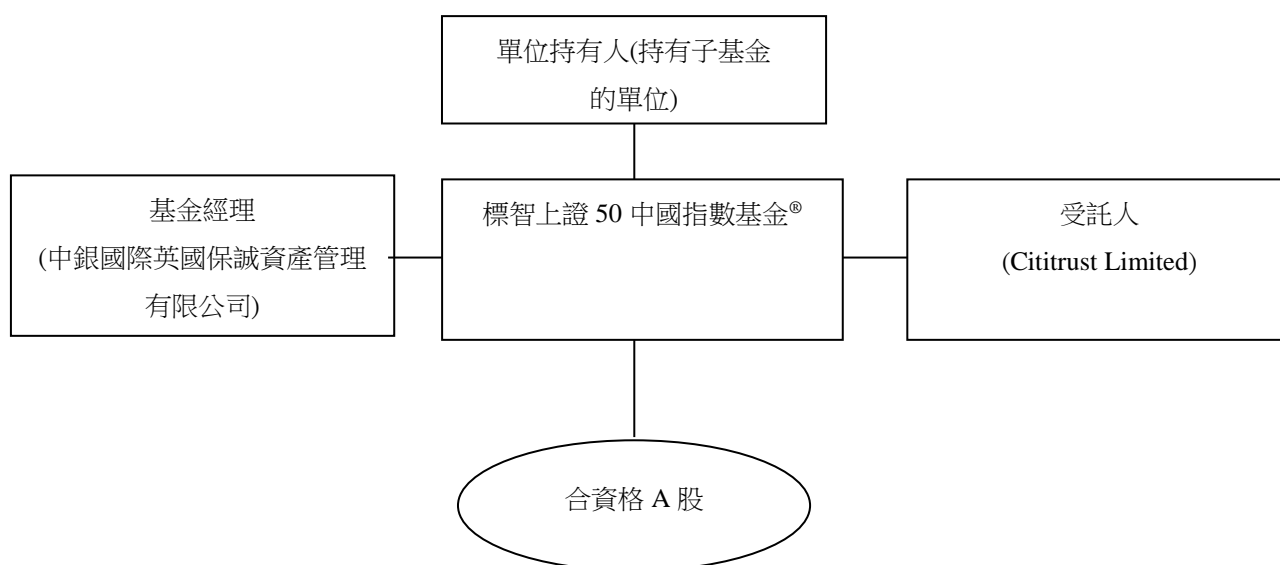 單位持有人(持有子基金
的單位)
基金經理
(中銀國際英國保誠資產管理
有限公司)
標智上證 50 中國指數基金®
受託人
(Cititrust Limited)
合資格 A 股